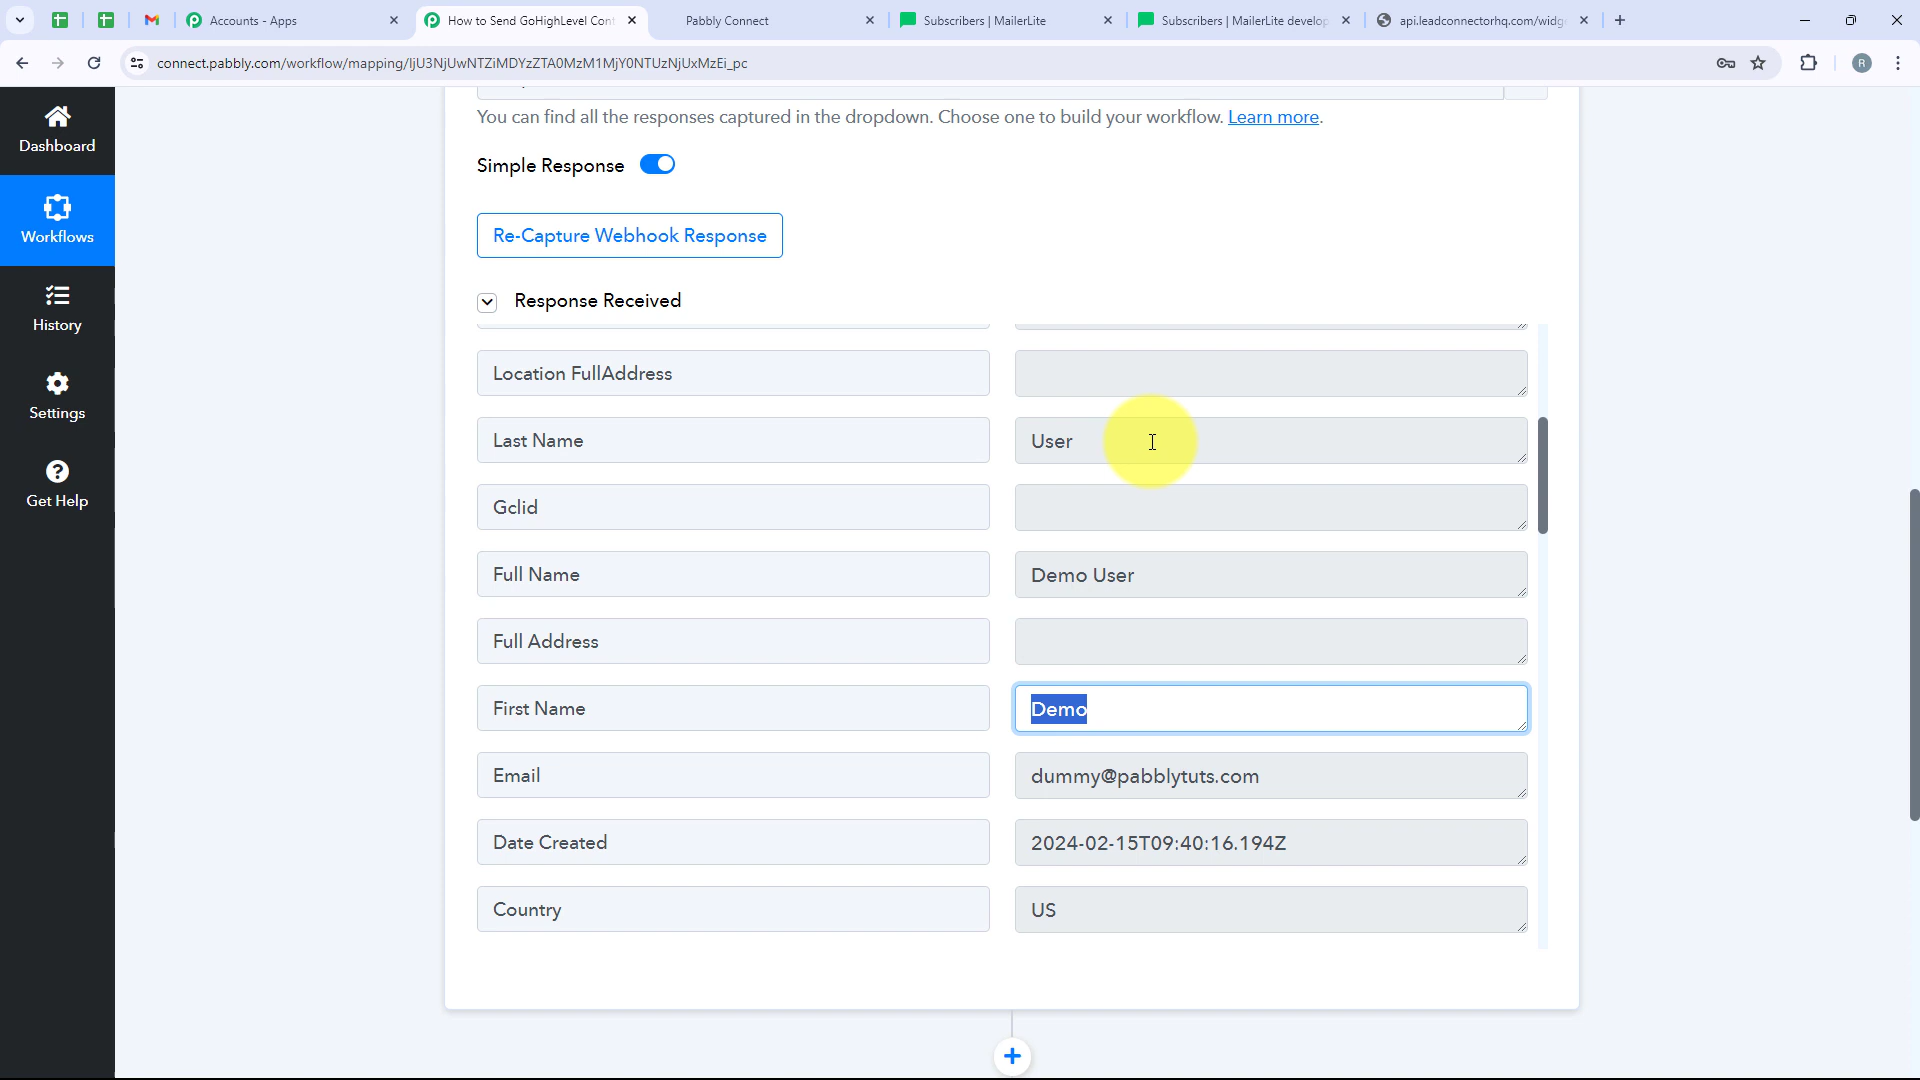 Accounts - Apps
How to Send GoHighLevel Cont
Pabbly Connect
Subscribers | MailerLite
Subscribers | MailerLite develop
api.leadconnectorhq.com/widg
connect.pabbly.com/workflow/mapping/IjU3NjUwNTZiMDYzZTA0MzM1MjY0NTUzNjUxMzEi_pc
R
Dashboard
Workflows
History
Settings
Get Help
You can find all the responses captured in the dropdown. Choose one to build your workflow. Learn more.
Simple Response
Re-Capture Webhook Response
Response Received
Location FullAddress
Last Name
User
Gclid
Full Name
Demo User
Full Address
First Name
Demo
Email
dummy@pabblytuts.com
Date Created
2024-02-15T09:40:16.194Z
Country
US